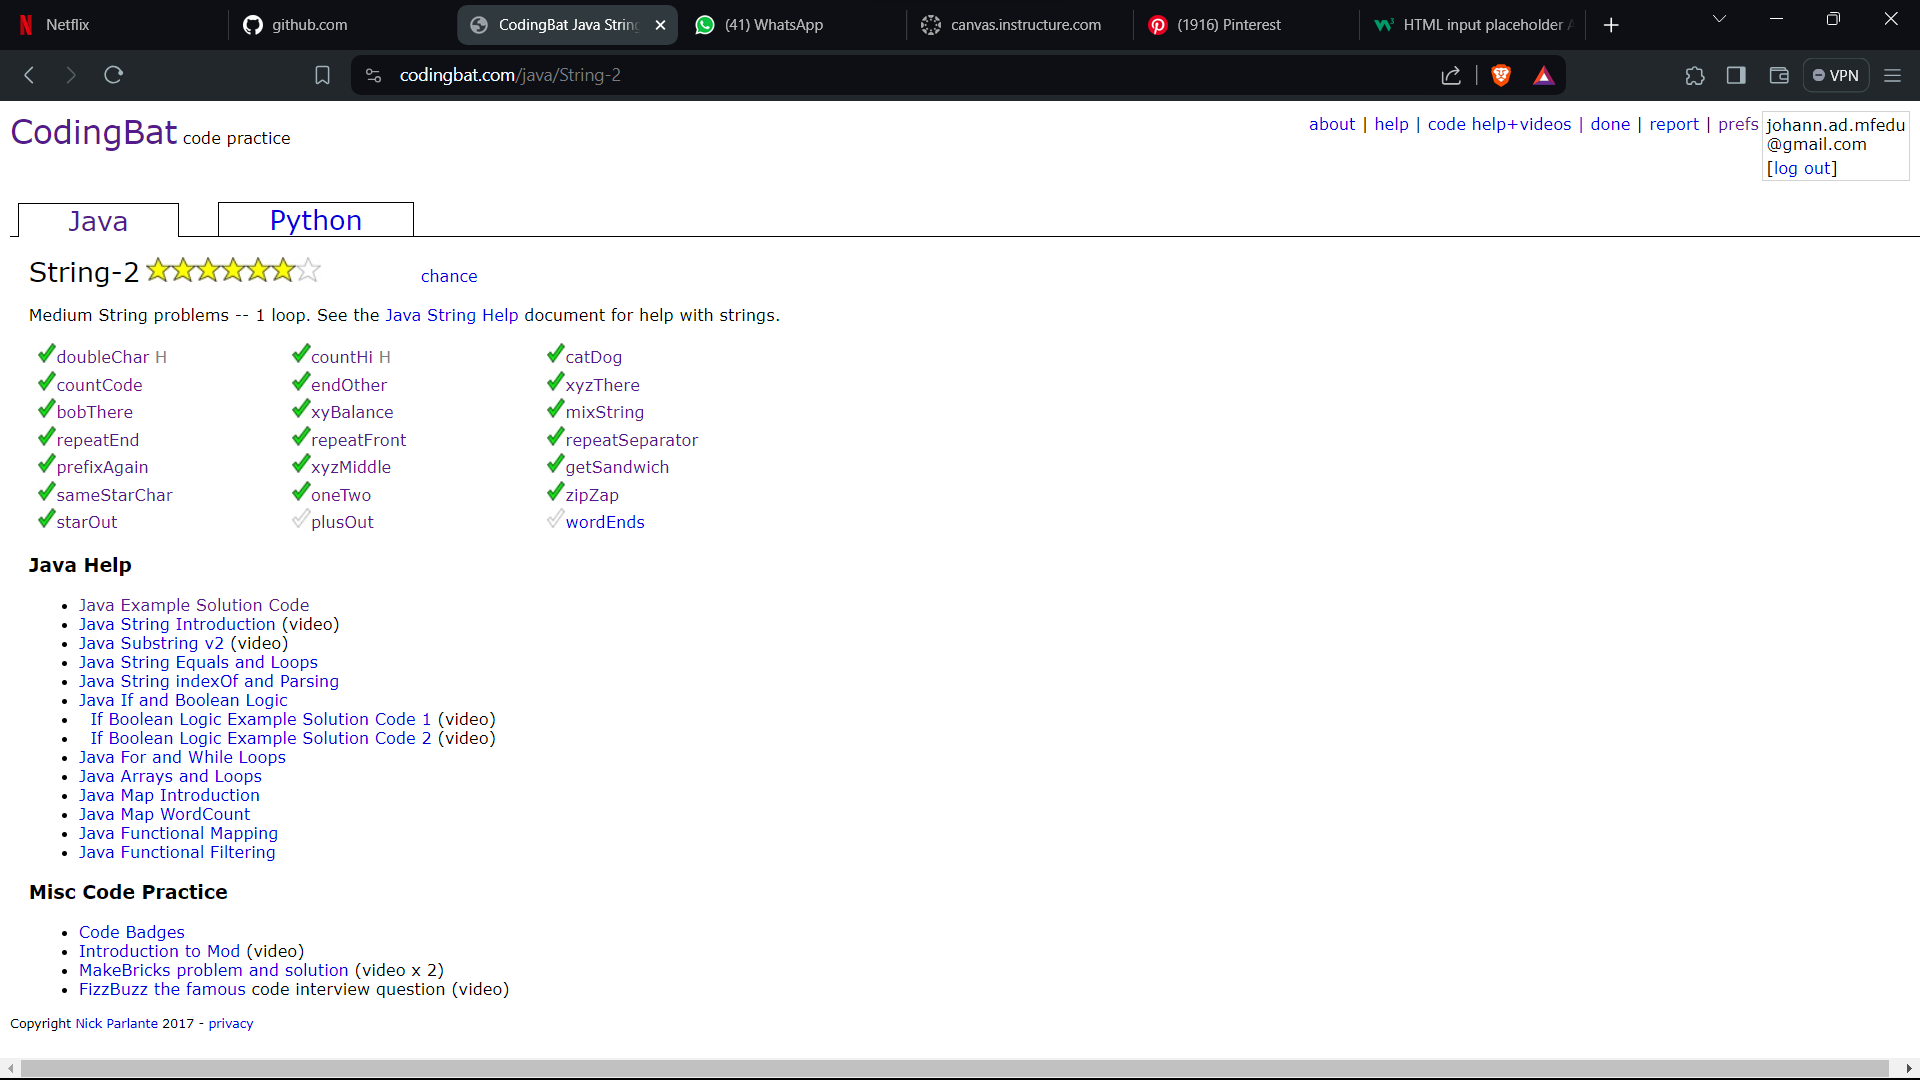 Netflix
github.com
CodingBat Java String
(41) WhatsApp
canvas.instructure.com
(1916) Pinterest
HTML input placeholder A
codingbat.com/java/String-2
VPN
CodingBat code practice
about | help | code help+videos | done | report | prefs
johann.ad.mfedu
@gmail.com
[log out]
Java
Python
String-2
chance
Medium String problems -- 1 loop. See the Java String Help document for help with strings.
doubleChar H countHi H catDog
countCode endOther xyzThere
bobThere xyBalance mixString
repeatEnd repeatFront repeatSeparator
prefixAgain xyzMiddle getSandwich
sameStarChar oneTwo zipZap
starOut plusOut wordEnds
Java Help
• Java Example Solution Code
• Java String Introduction (video)
• Java Substring v2 (video)
• Java String Equals and Loops
• Java String indexOf and Parsing
• Java If and Boolean Logic
• If Boolean Logic Example Solution Code 1 (video)
• If Boolean Logic Example Solution Code 2 (video)
• Java For and While Loops
• Java Arrays and Loops
• Java Map Introduction
• Java Map WordCount
• Java Functional Mapping
• Java Functional Filtering
Misc Code Practice
• Code Badges
• Introduction to Mod (video)
• MakeBricks problem and solution (video x 2)
• FizzBuzz the famous code interview question (video)
Copyright Nick Parlante 2017 - privacy